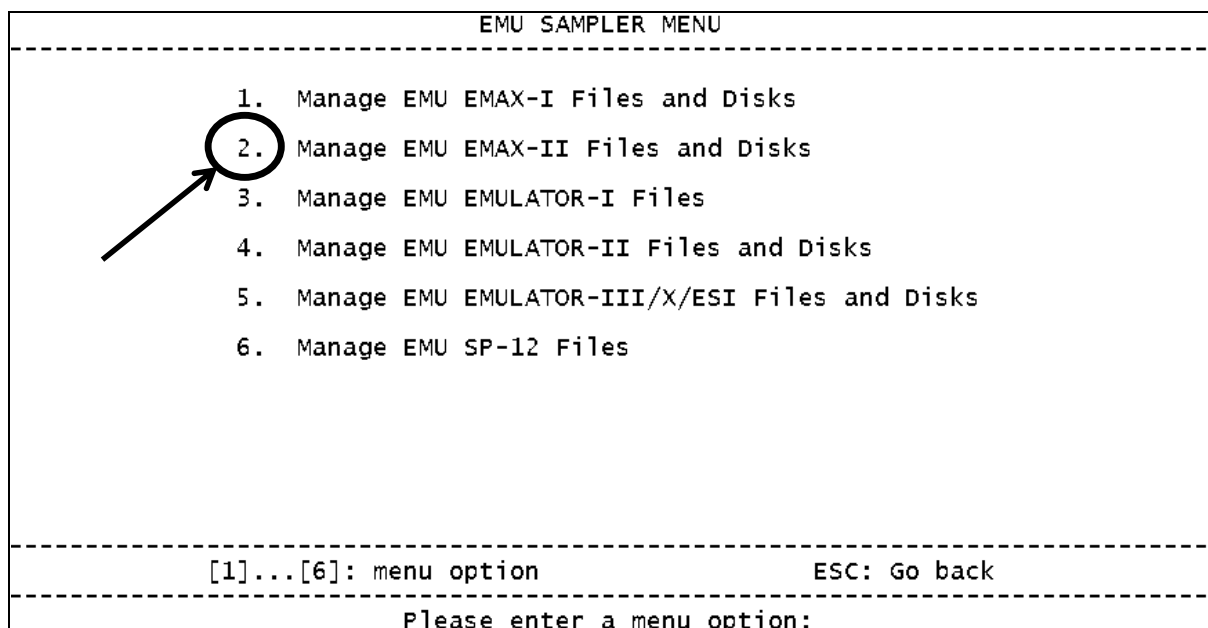 EMU SAMPLER MENU
1. Manage EMU EMAX-I Files and Disks
2. Manage EMU EMAX-II Files and Disks
3. Manage EMU EMULATOR-I Files
4. Manage EMU EMULATOR-II Files and Disks
5. Manage EMU EMULATOR-III/X/ESI Files and Disks
6. Manage EMU SP-12 Files
[1]...[6]: menu option ESC: Go back
Please enter a menu option: